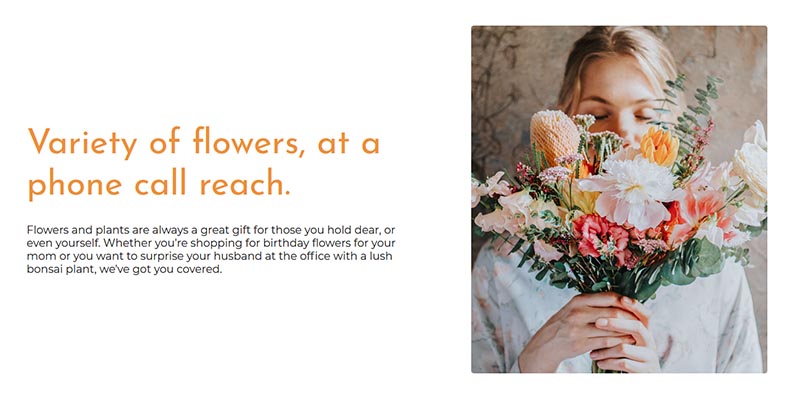 Variety of flowers, at a
phone call reach.
Flowers and plants are always a great gift for those you hold dear, or
even yourself. Whether you're shopping for birthday flowers for your
mom or you want to surprise your husband at the office with a lush
bonsai plant, we've got you covered.